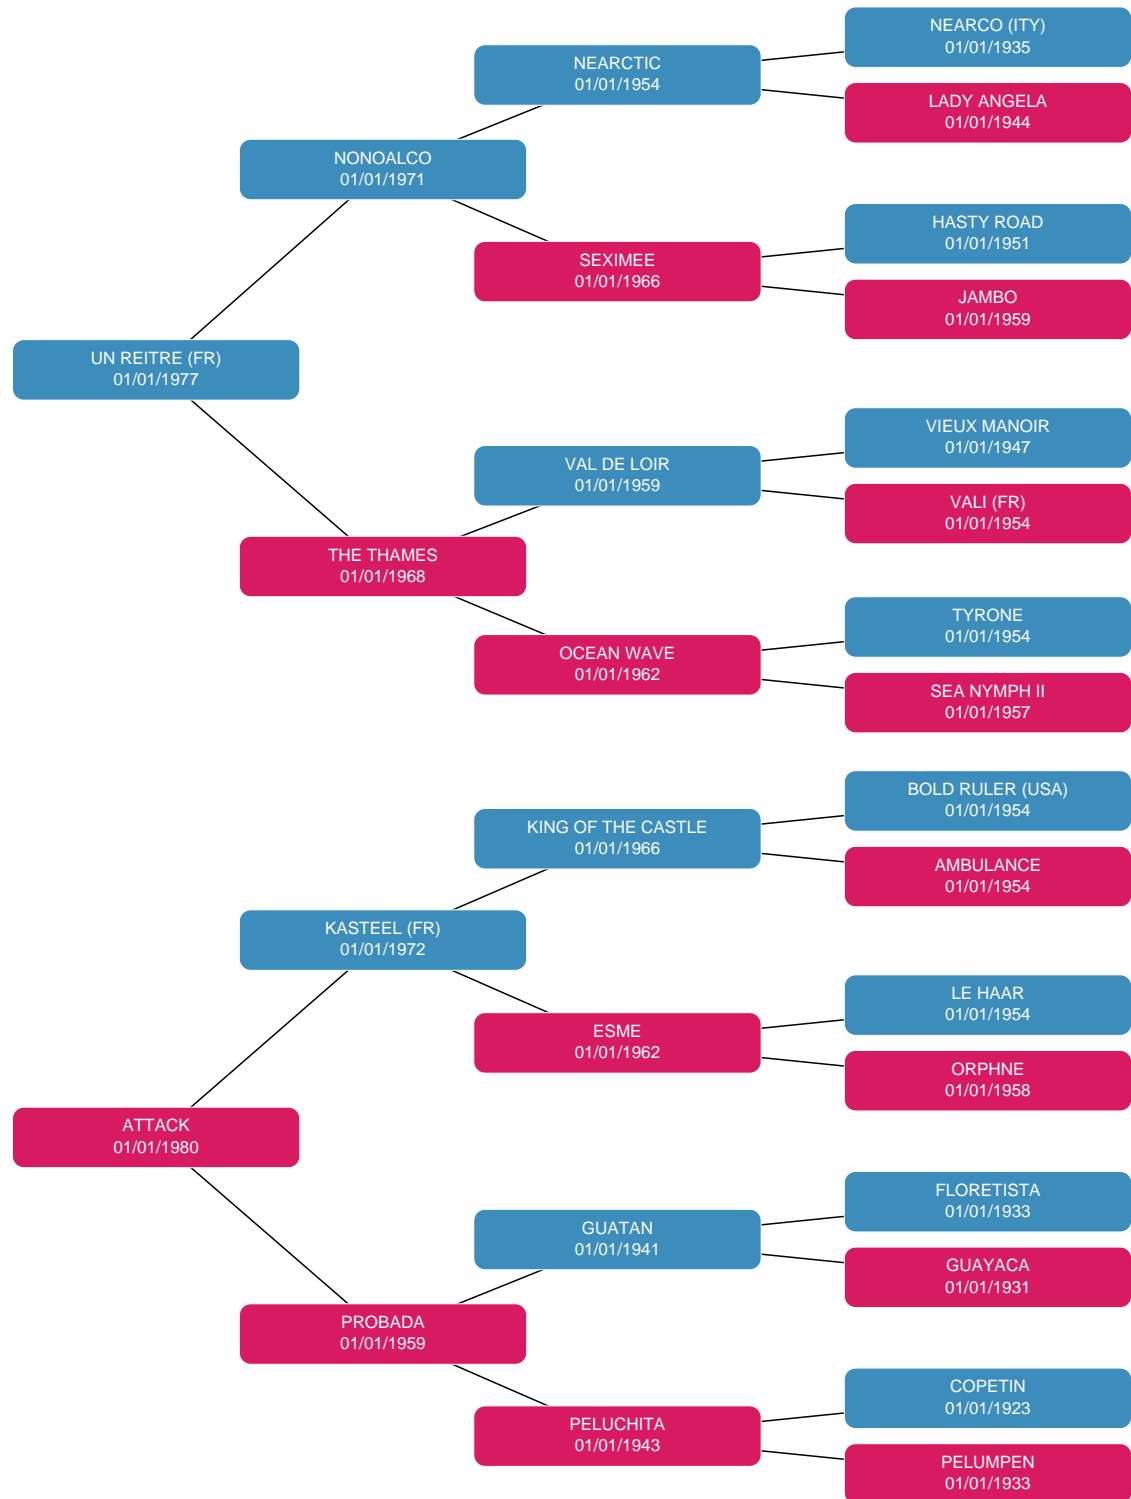 NEARCO (ITY)
01/01/1935
NEARCTIC
01/01/1954
LADY ANGELA
01/01/1944
NONOALCO
01/01/1971
HASTY ROAD
01/01/1951
SEXIMEE
01/01/1966
JAMBO
01/01/1959
UN REITRE (FR)
01/01/1977
VIEUX MANOIR
01/01/1947
VAL DE LOIR
01/01/1959
VALI (FR)
01/01/1954
THE THAMES
01/01/1968
TYRONE
01/01/1954
OCEAN WAVE
01/01/1962
SEA NYMPH II
01/01/1957
BOLD RULER (USA)
01/01/1954
KING OF THE CASTLE
01/01/1966
AMBULANCE
01/01/1954
KASTEEL (FR)
01/01/1972
LE HAAR
01/01/1954
ESME
01/01/1962
ORPHNE
01/01/1958
ATTACK
01/01/1980
FLORETISTA
01/01/1933
GUATAN
01/01/1941
GUAYACA
01/01/1931
PROBADA
01/01/1959
COPETIN
01/01/1923
PELUCHITA
01/01/1943
PELUMPEN
01/01/1933